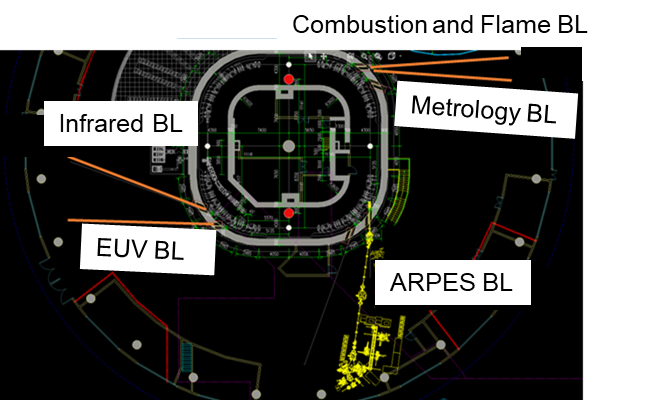 Combustion and Flame BL
Metrology BL
Infrared BL
EUV BL
ARPES BL